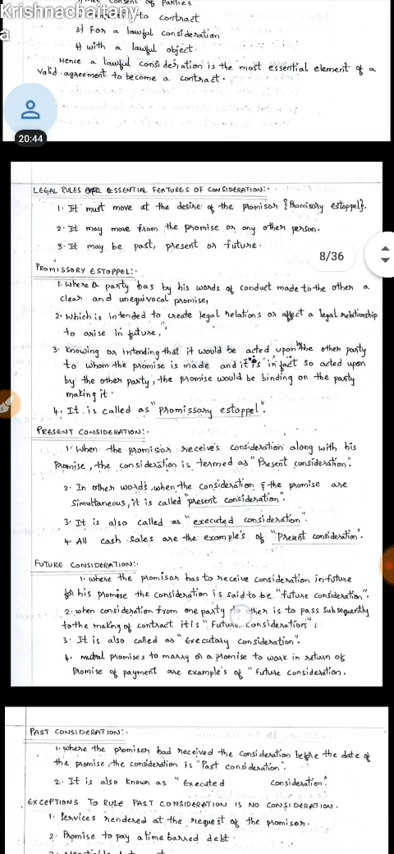 Krishnachaitany
a
Consent of parties
to contract
3) For a lawful consideration
4) with a lawful object.
Hence a lawful consideration is the most essential element of a
valid agreement to become a contract.
20:44
LEGAL RULES ESSENTIAL FEATURES OF CONSIDERATION:-
1. It must move at the desire of the promisor {Promisory Estoppel}.
2. It may move from the promise or any other person.
3. It may be past, present or future.
8/36
PROMISSORY ESTOPPEL:-
1. Where a party has by his words of conduct made to the other a
clear and unequivocal promise,
2. Which is intended to create legal relations or affect a legal relationship
to arise in future,
3. Knowing or intending that it would be acted upon the other party
to whom the promise is made and it is in fact so acted upon
by the other party, the promise would be binding on the party
making it.
4. It is called as "promissary estoppel".
PRESENT CONSIDERATION:-
1. When the promisor receives consideration along with his
promise, the consideration is termed as "Present consideration".
2. In other words, when the consideration & the promise are
Simultaneous, it is called "present consideration".
3. It is also called as "executed consideration".
4. All cash sales are the example's of "Present consideration".
FUTURE CONSIDERATION:-
1. where the promisor has to receive consideration in future
his promise the consideration is said to be "future consideration".
2. when consideration from one party to other is to pass subsequently
to the making of contract it is "Future consideration";
3. It is also called as "Executary consideration".
4. mutual promises to marry or a promise to work in return of
Promise of payment are example's of "future consideration.
PAST CONSIDERATION:-
1. where the promiser had received the consideration before the date of
the promise, the consideration is "Past consideration".
2. It is also known as "Executed consideration".
EXCEPTIONS TO RULE PAST CONSIDERATION IS NO CONSIDERATION.
1. Services rendered at the request of the promisor.
2. Promise to pay a time barred debt.